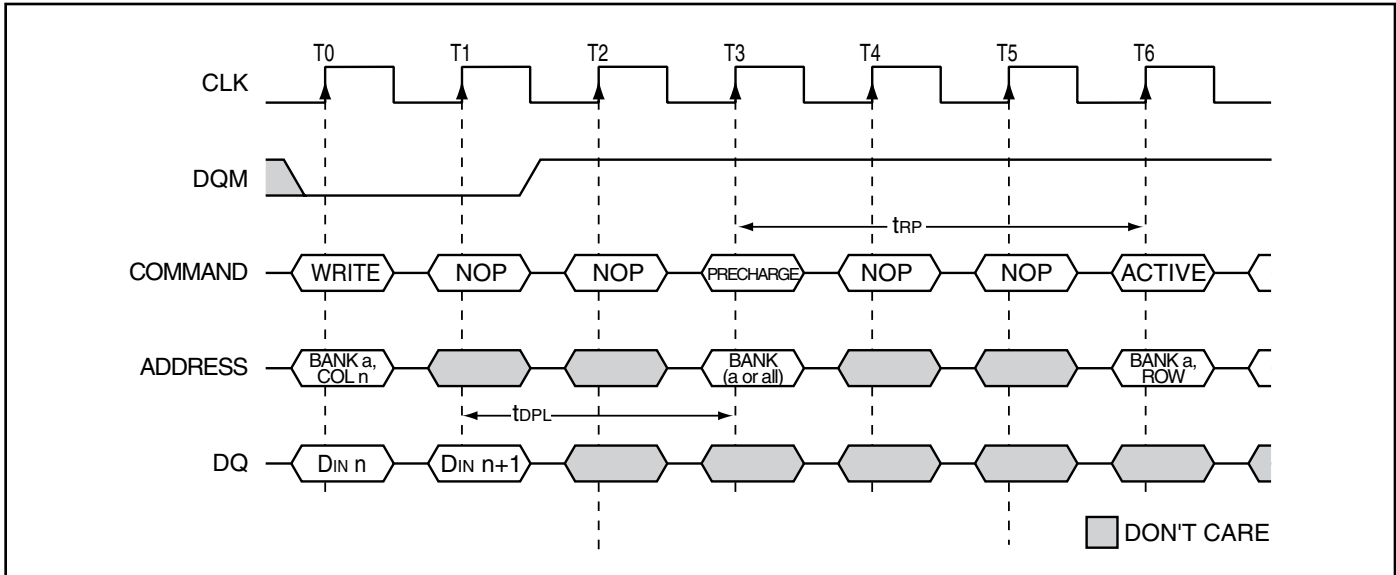 T0 T1 T2 T3 T4 T5 T6
CLK
DQM
tRP
COMMAND WRITE NOP NOP PRECHARGE NOP NOP ACTIVE
ADDRESS BANK a, COL n BANK (a or all) BANK a, ROW
tDPL
DQ DIN n DIN n+1
DON'T CARE